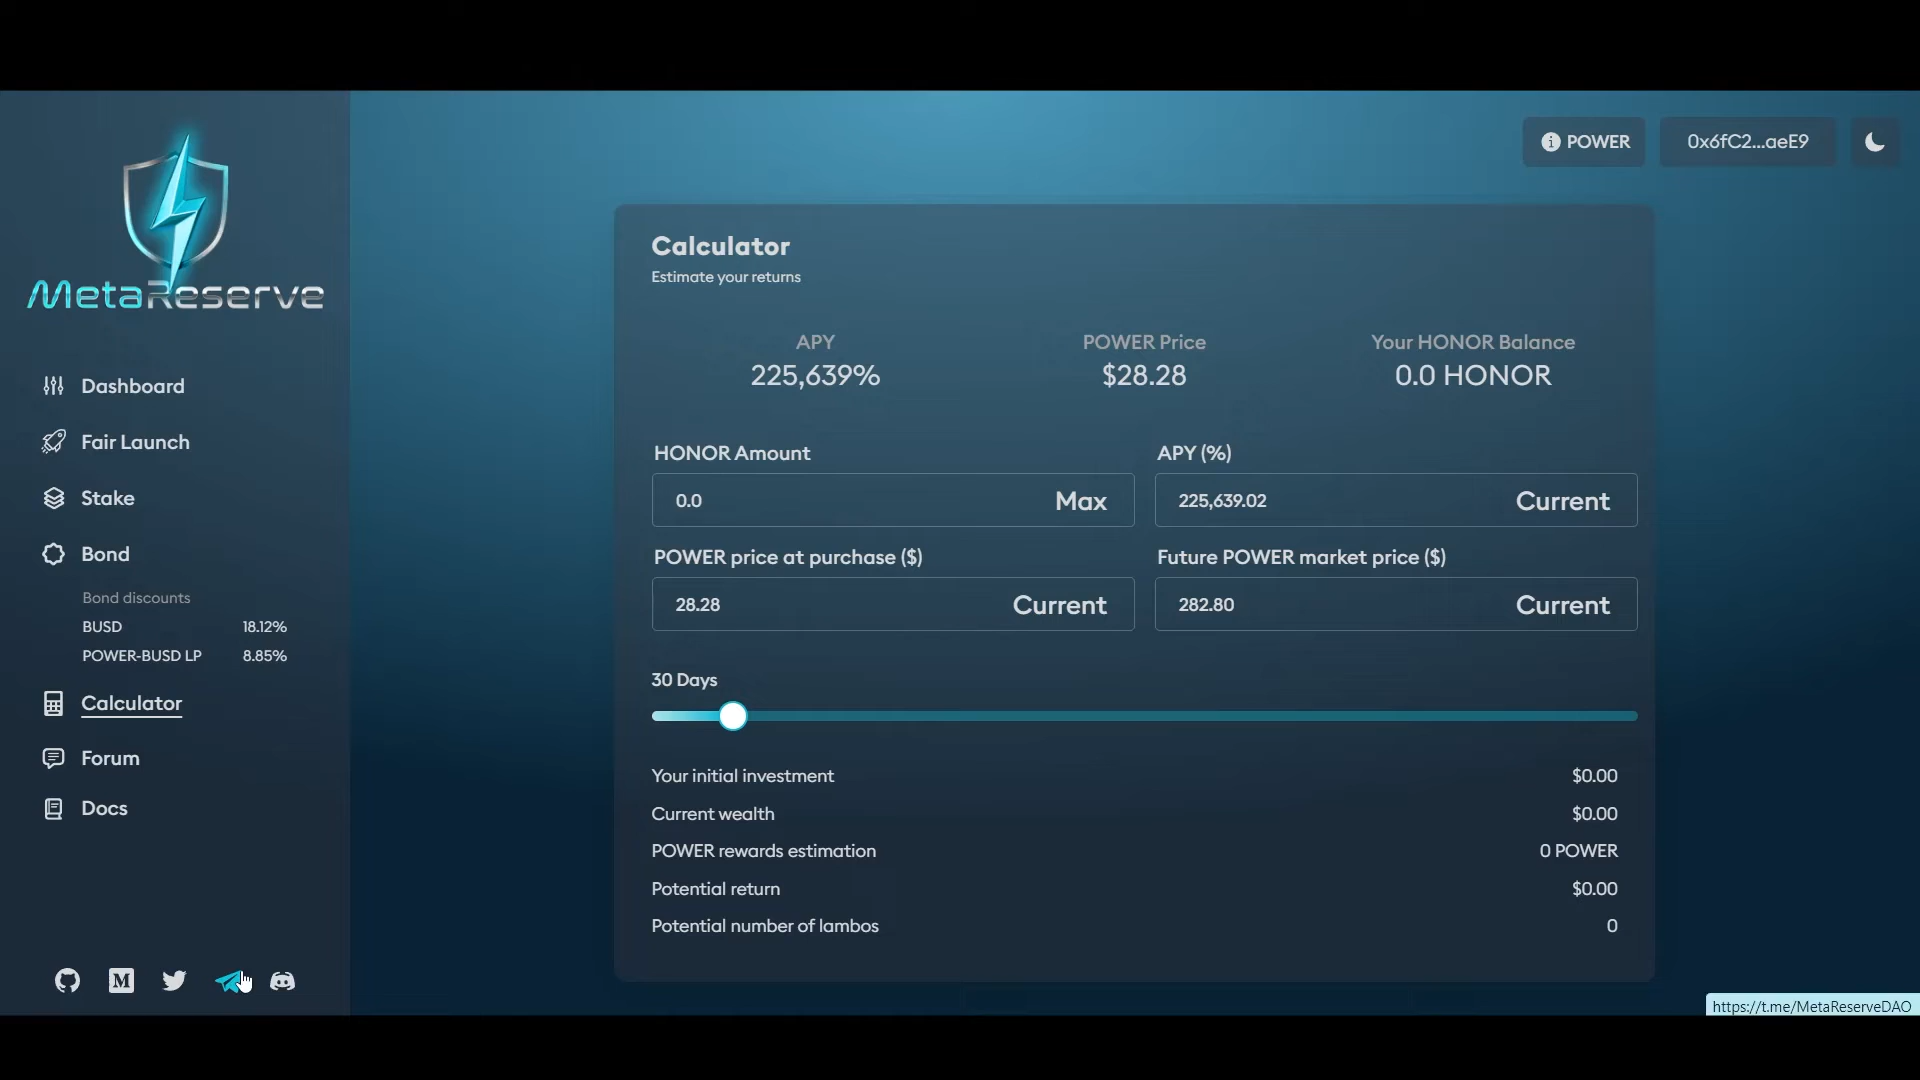 MetaReserve
Dashboard
Fair Launch
Stake
Bond
Bond discounts
BUSD 18.12%
POWER-BUSD LP 8.85%
Calculator
Forum
Docs
POWER
0x6fC2...aeE9
Calculator
Estimate your returns
APY
225,639%
POWER Price
$28.28
Your HONOR Balance
0.0 HONOR
HONOR Amount
0.0 Max
APY (%)
225,639.02 Current
POWER price at purchase ($)
28.28 Current
Future POWER market price ($)
282.80 Current
30 Days
Your initial investment $0.00
Current wealth $0.00
POWER rewards estimation 0 POWER
Potential return $0.00
Potential number of lambos 0
https://t.me/MetaReserveDAO